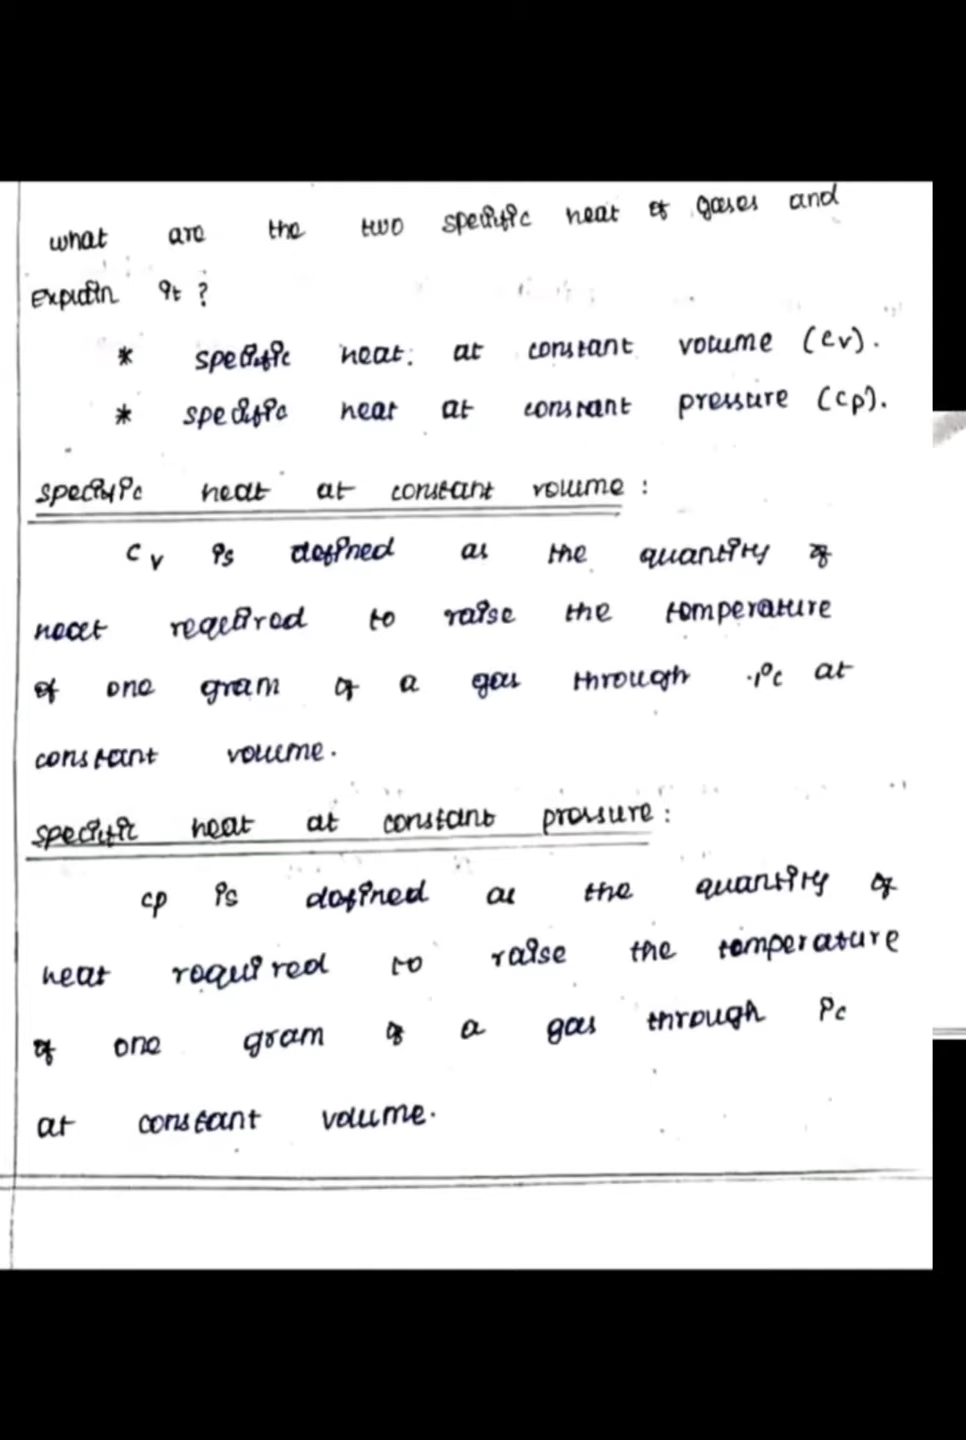 what are the two specific heat of gases and
Explain it ?
* specific heat. at constant volume (Cv).
* specific heat at constant pressure (Cp).
specific heat at constant volume :
Cv is defined as the quantity of
heat required to raise the temperature
of one gram of a gas through 1°c at
constant volume.
specific heat at constant pressure :
Cp is defined as the quantity of
heat required to raise the temperature
of one gram of a gas through 1°c
at constant volume.